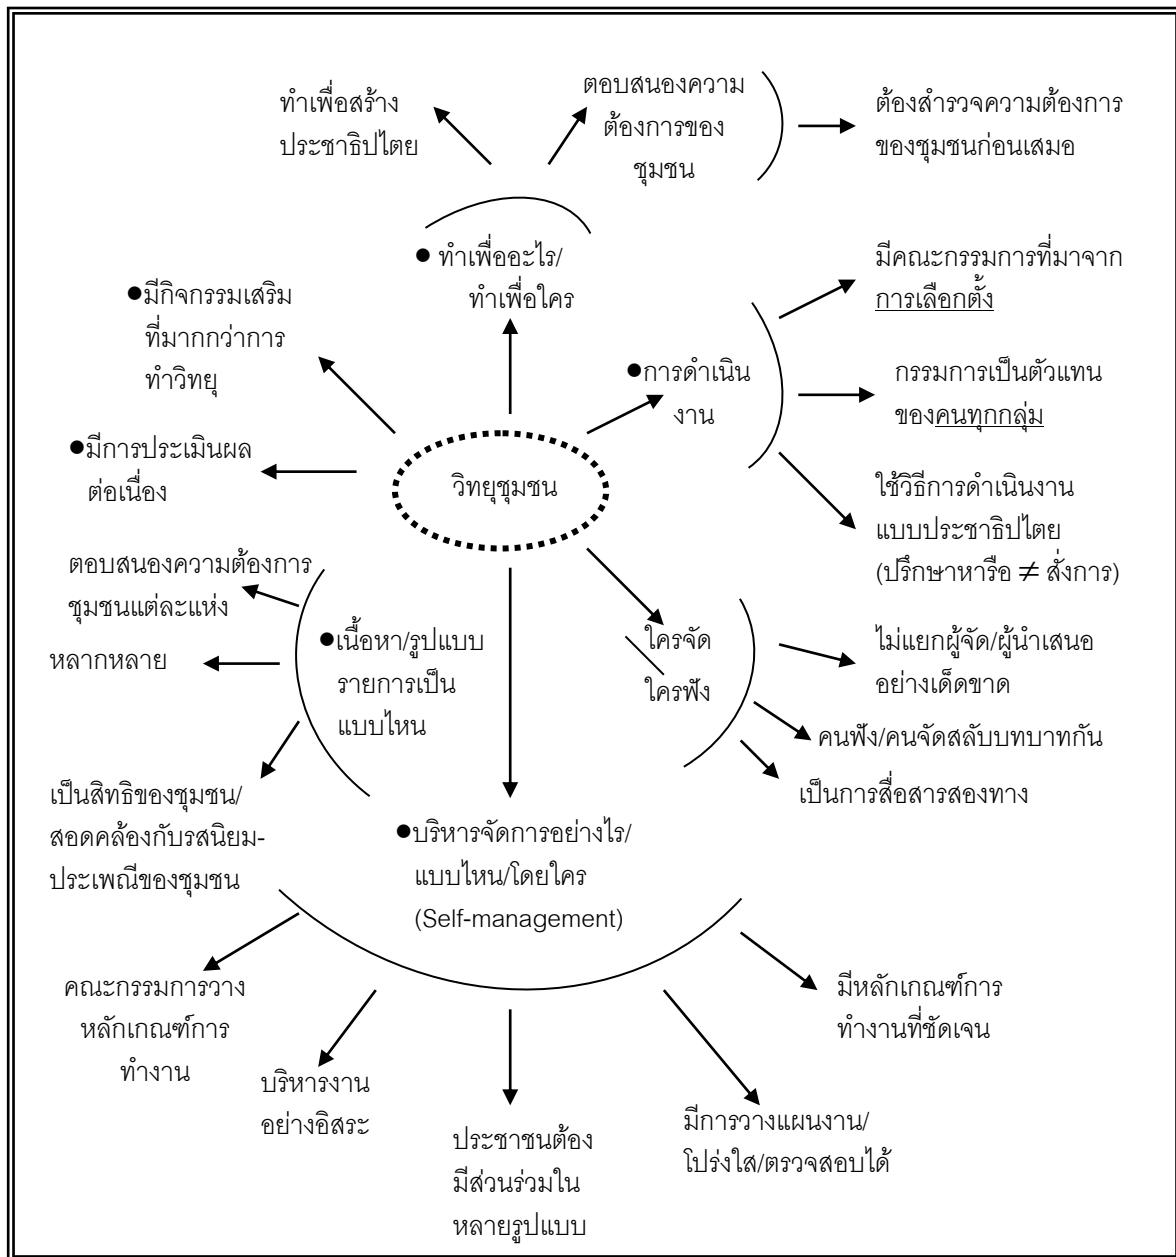 ทำเพื่อสร้าง
ประชาธิปไตย
ตอบสนองความ
ต้องการของ
ชุมชน
ต้องสำรวจความต้องการ
ของชุมชนก่อนเสมอ
● ทำเพื่ออะไร/
ทำเพื่อใคร
มีคณะกรรมการที่มาจาก
การเลือกตั้ง
●มีกิจกรรมเสริม
ที่มากกว่าการ
ทำวิทยุ
●การดำเนิน
งาน
กรรมการเป็นตัวแทน
ของคนทุกกลุ่ม
●มีการประเมินผล
ต่อเนื่อง
วิทยุชุมชน
ใช้วิธีการดำเนินงาน
แบบประชาธิปไตย
(ปรึกษาหารือ ≠ สั่งการ)
ตอบสนองความต้องการ
ชุมชนแต่ละแห่ง
หลากหลาย
●เนื้อหา/รูปแบบ
รายการเป็น
แบบไหน
ใครจัด
ใครฟัง
ไม่แยกผู้จัด/ผู้นำเสนอ
อย่างเด็ดขาด
คนฟัง/คนจัดสลับบทบาทกัน
เป็นการสื่อสารสองทาง
เป็นสิทธิของชุมชน/
สอดคล้องกับรสนิยม-
ประเพณีของชุมชน
●บริหารจัดการอย่างไร/
แบบไหน/โดยใคร
(Self-management)
คณะกรรมการวาง
หลักเกณฑ์การ
ทำงาน
บริหารงาน
อย่างอิสระ
ประชาชนต้อง
มีส่วนร่วมใน
หลายรูปแบบ
มีการวางแผนงาน/
โปร่งใส/ตรวจสอบได้
มีหลักเกณฑ์การ
ทำงานที่ชัดเจน